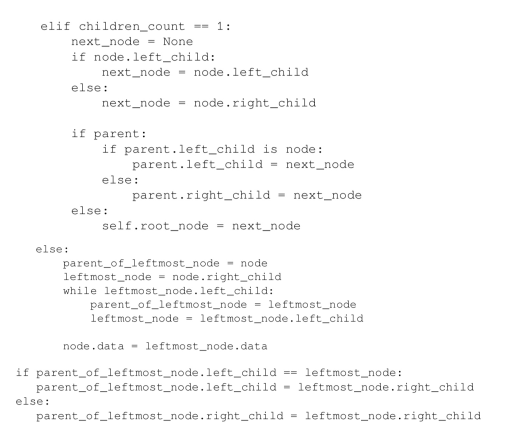 elif children_count == 1:
next_node = None
if node.left_child:
next_node = node.left_child
else:
next_node = node.right_child
if parent:
if parent.left_child is node:
parent.left_child = next_node
else:
parent.right_child = next_node
else:
self.root_node = next_node
else:
parent_of_leftmost_node = node
leftmost_node = node.right_child
while leftmost_node.left_child:
parent_of_leftmost_node = leftmost_node
leftmost_node = leftmost_node.left_child
node.data = leftmost_node.data
if parent_of_leftmost_node.left_child == leftmost_node:
parent_of_leftmost_node.left_child = leftmost_node.right_child
else:
parent_of_leftmost_node.right_child = leftmost_node.right_child